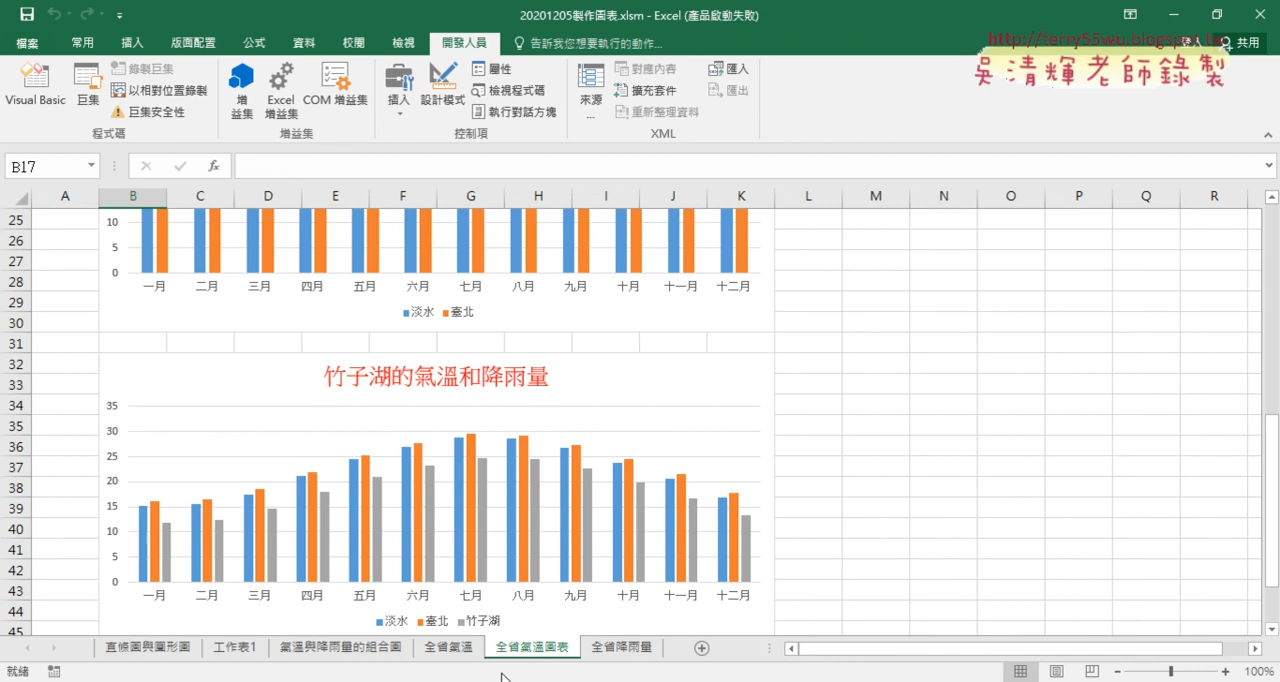 20201205製作圖表.xlsm - Excel (產品啟動失敗)
檔案 常用 插入 版面配置 公式 資料 校閱 檢視 開發人員 告訴我您想要執行的動作... 共用
http://terry55wu.blogspot.tw
吳清輝老師錄製
Visual Basic 巨集 錄製巨集 以相對位置錄製 巨集安全性
增益集 Excel 增益集 COM 增益集
插入 設計模式 屬性 檢視程式碼 執行對話方塊
來源... 對應內容 擴充套件 重新整理資料 匯入 匯出
程式碼 增益集 控制項 XML
B17 fx
A B C D E F G H I J K L M N O P Q R
25 26 27 28 29 30 31 32 33 34 35 36 37 38 39 40 41 42 43 44 45
10
5
0
一月 二月 三月 四月 五月 六月 七月 八月 九月 十月 十一月 十二月
淡水 臺北
竹子湖的氣溫和降雨量
35
30
25
20
15
10
5
0
一月 二月 三月 四月 五月 六月 七月 八月 九月 十月 十一月 十二月
淡水 臺北 竹子湖
直條圖與圓形圖 工作表1 氣溫與降雨量的組合圖 全省氣溫 全省氣溫圖表 全省降雨量
就緒 100%